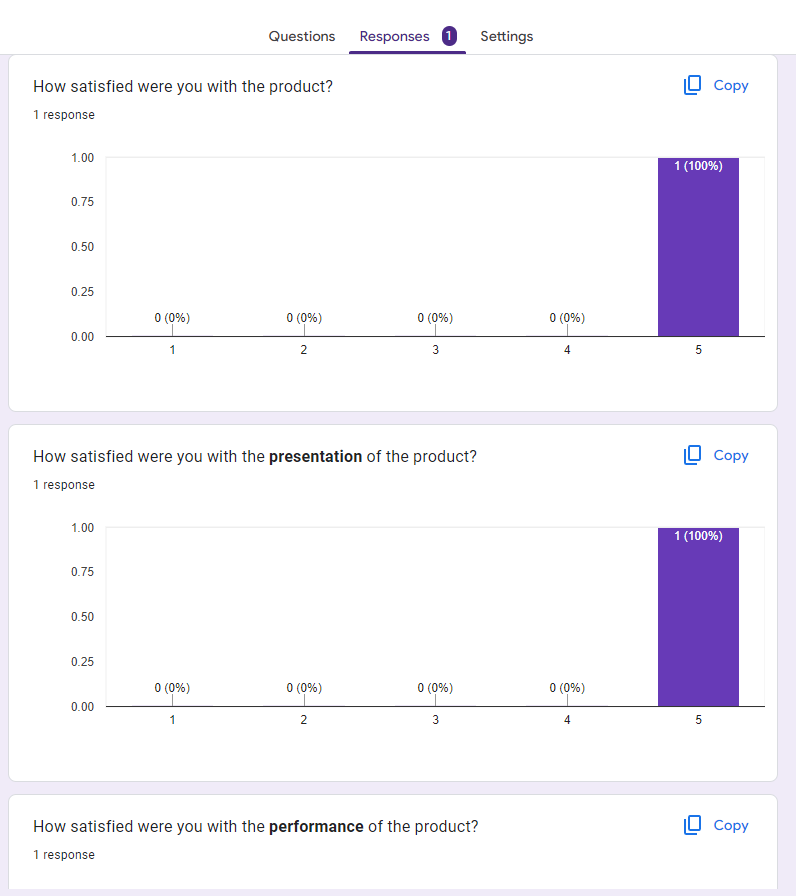 Questions Responses 1 Settings
How satisfied were you with the product? Copy
1 response
1.00
1 (100%)
0.75
0.50
0.25
0 (0%) 0 (0%) 0 (0%) 0 (0%)
0.00
1 2 3 4 5
How satisfied were you with the presentation of the product? Copy
1 response
1.00
1 (100%)
0.75
0.50
0.25
0 (0%) 0 (0%) 0 (0%) 0 (0%)
0.00
1 2 3 4 5
How satisfied were you with the performance of the product? Copy
1 response